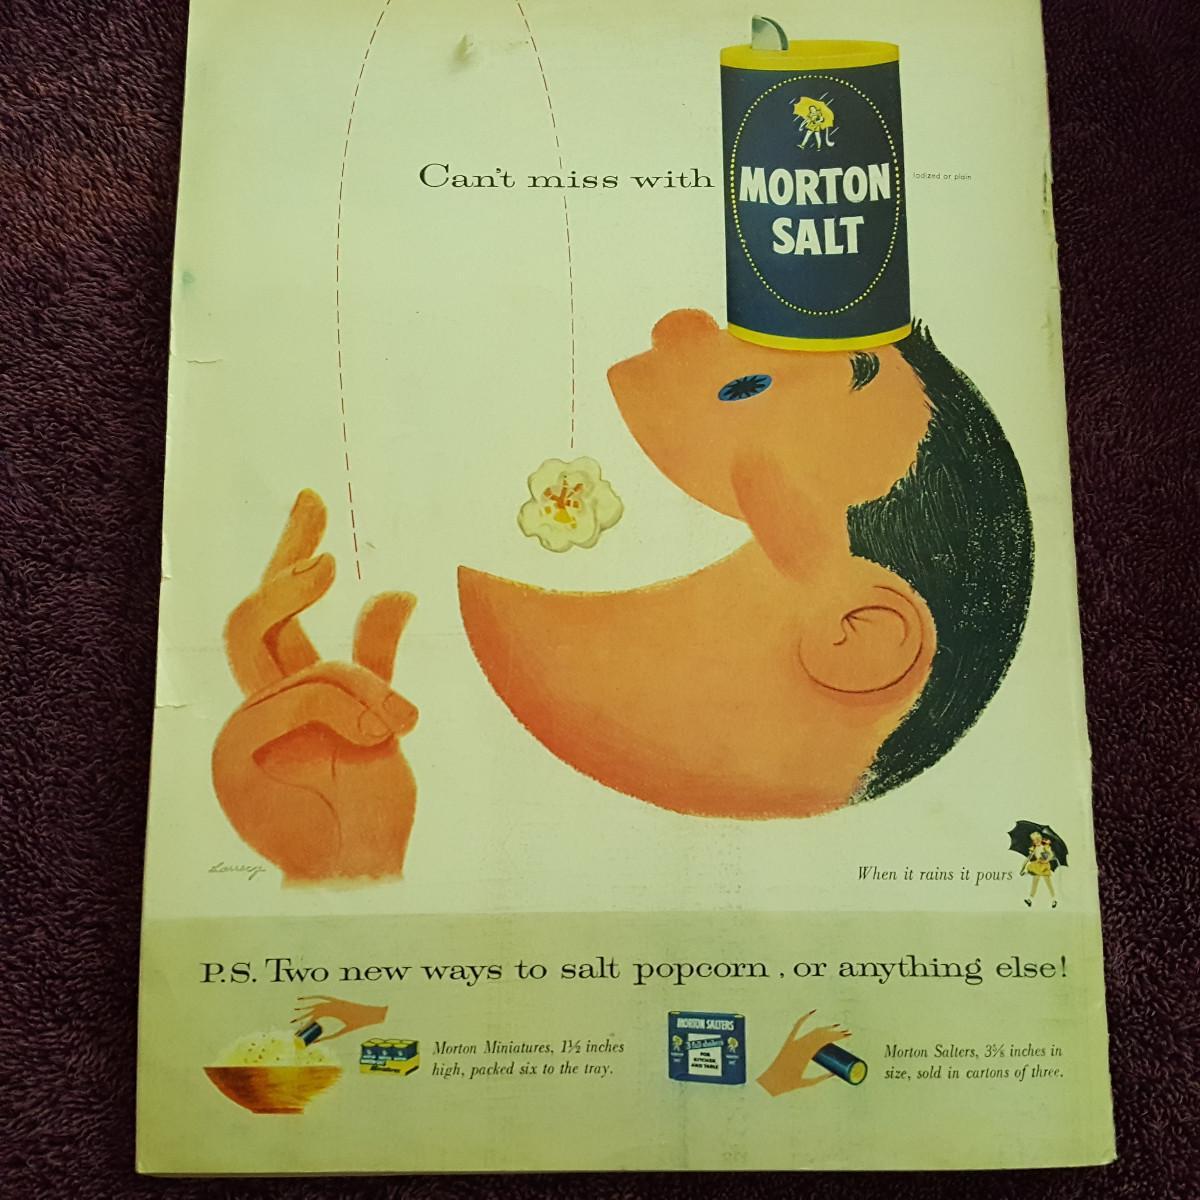 Can't miss with
MORTON
SALT
Iodized or plain
When it rains it pours
P.S. Two new ways to salt popcorn, or anything else!
Morton Miniatures, 1½ inches
high, packed six to the tray.
MORTON SALTERS
FOR
KITCHEN
AND TABLE
Morton Salters, 3⅝ inches in
size, sold in cartons of three.